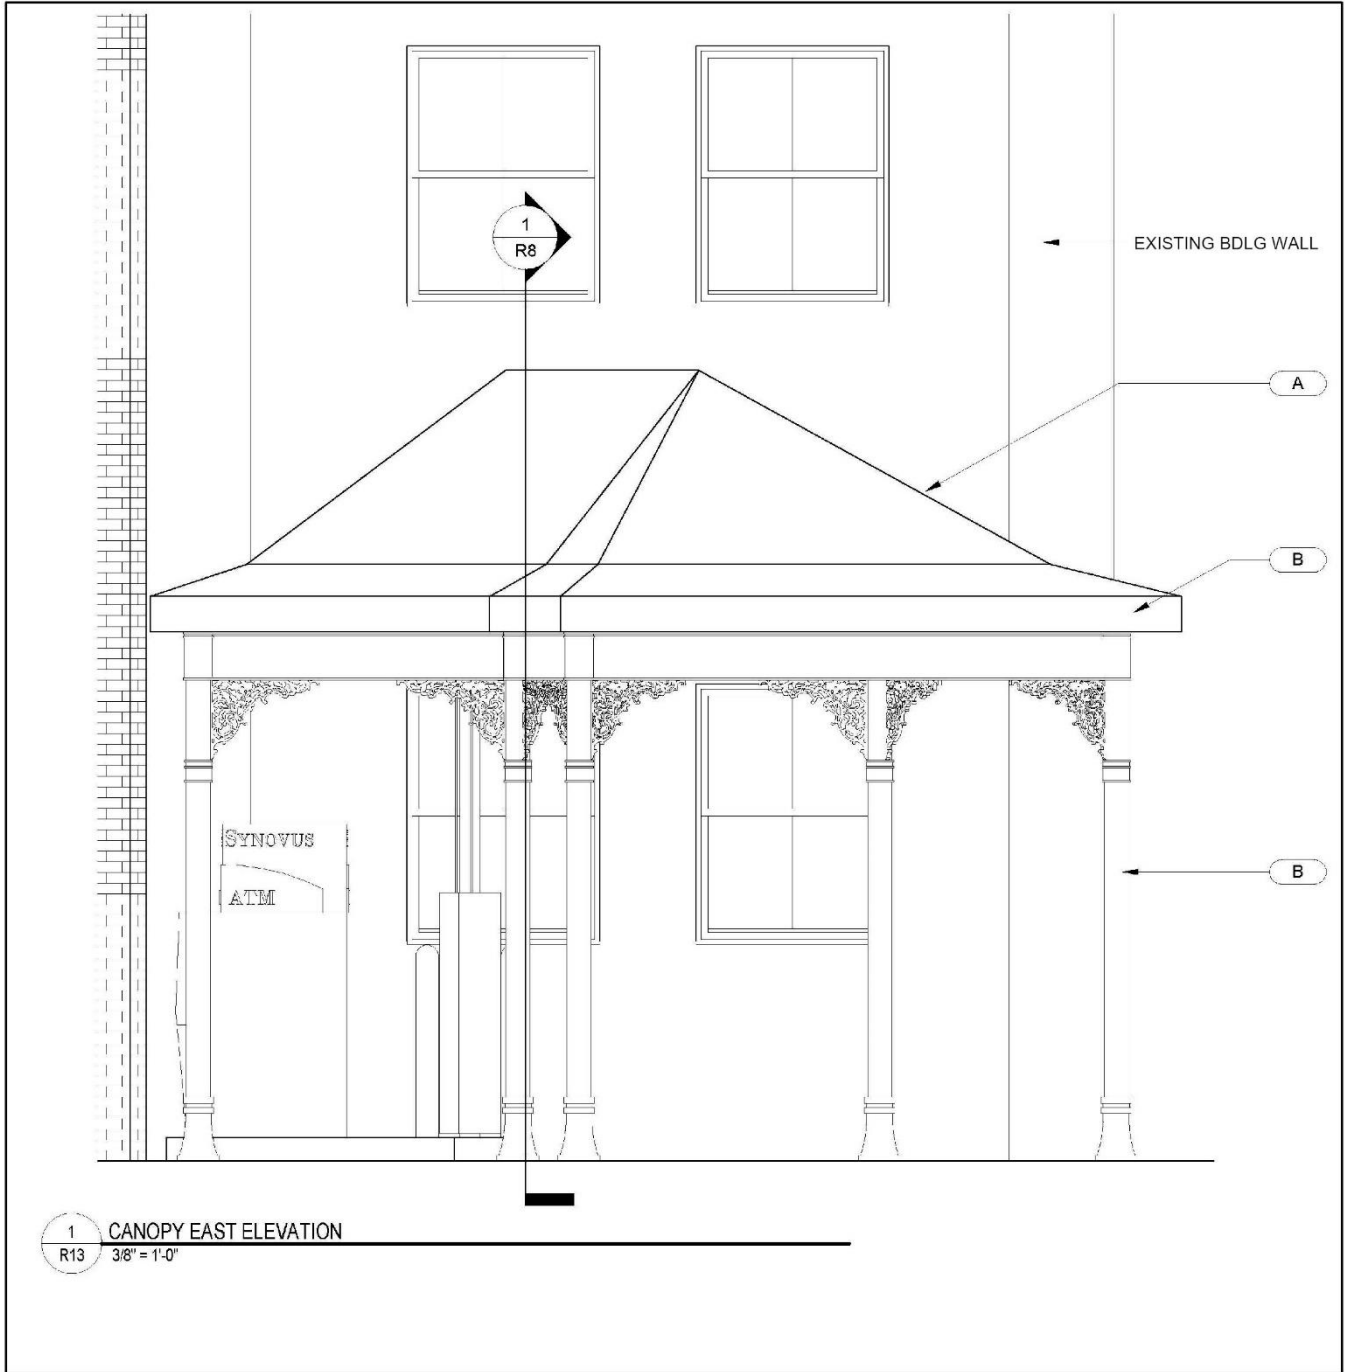 1
R8
EXISTING BDLG WALL
A
B
SYNOVUS
ATM
B
1
R13
CANOPY EAST ELEVATION
3/8" = 1'-0"